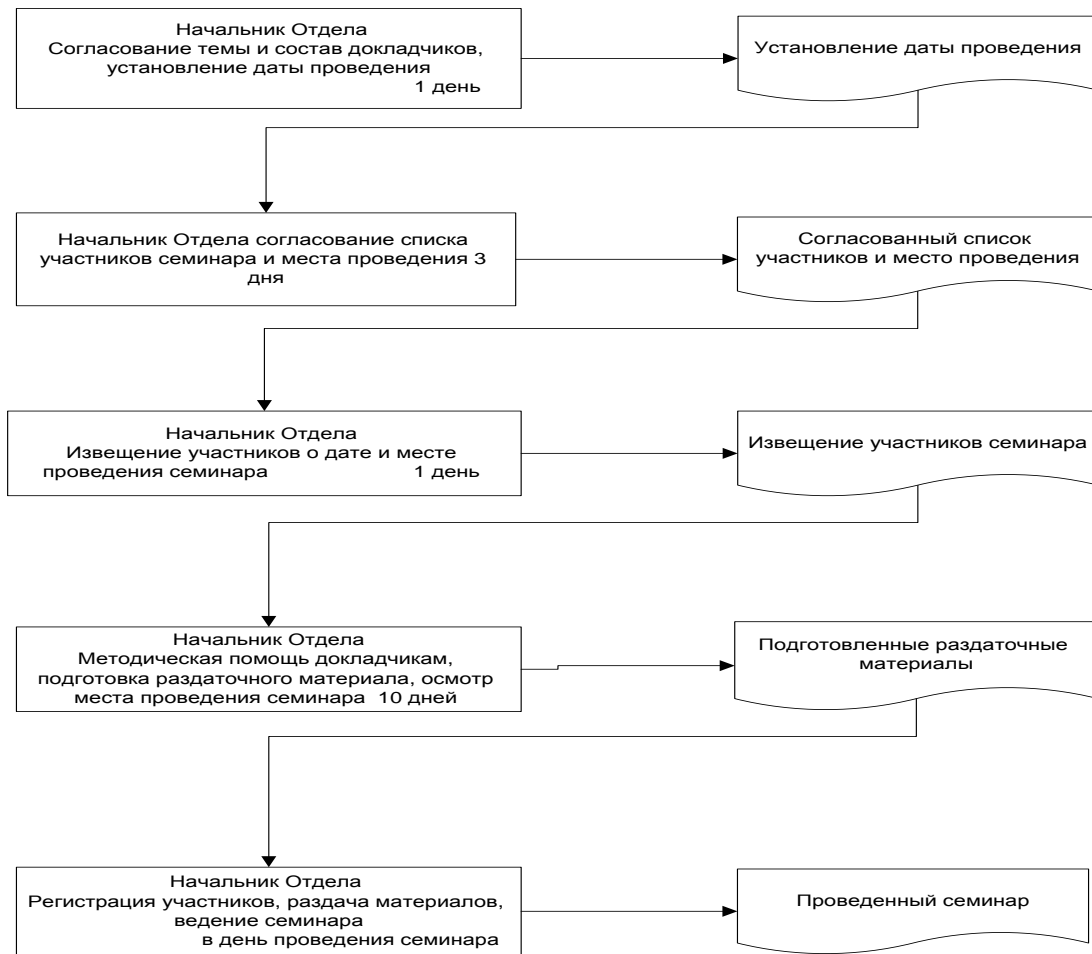 Начальник Отдела
Согласование темы и состав докладчиков,
установление даты проведения
1 день
Установление даты проведения
Начальник Отдела согласование списка
участников семинара и места проведения 3
дня
Согласованный список
участников и место проведения
Начальник Отдела
Извещение участников о дате и месте
проведения семинара 1 день
Извещение участников семинара
Начальник Отдела
Методическая помощь докладчикам,
подготовка раздаточного материала, осмотр
места проведения семинара 10 дней
Подготовленные раздаточные
материалы
Начальник Отдела
Регистрация участников, раздача материалов,
ведение семинара
в день проведения семинара
Проведенный семинар